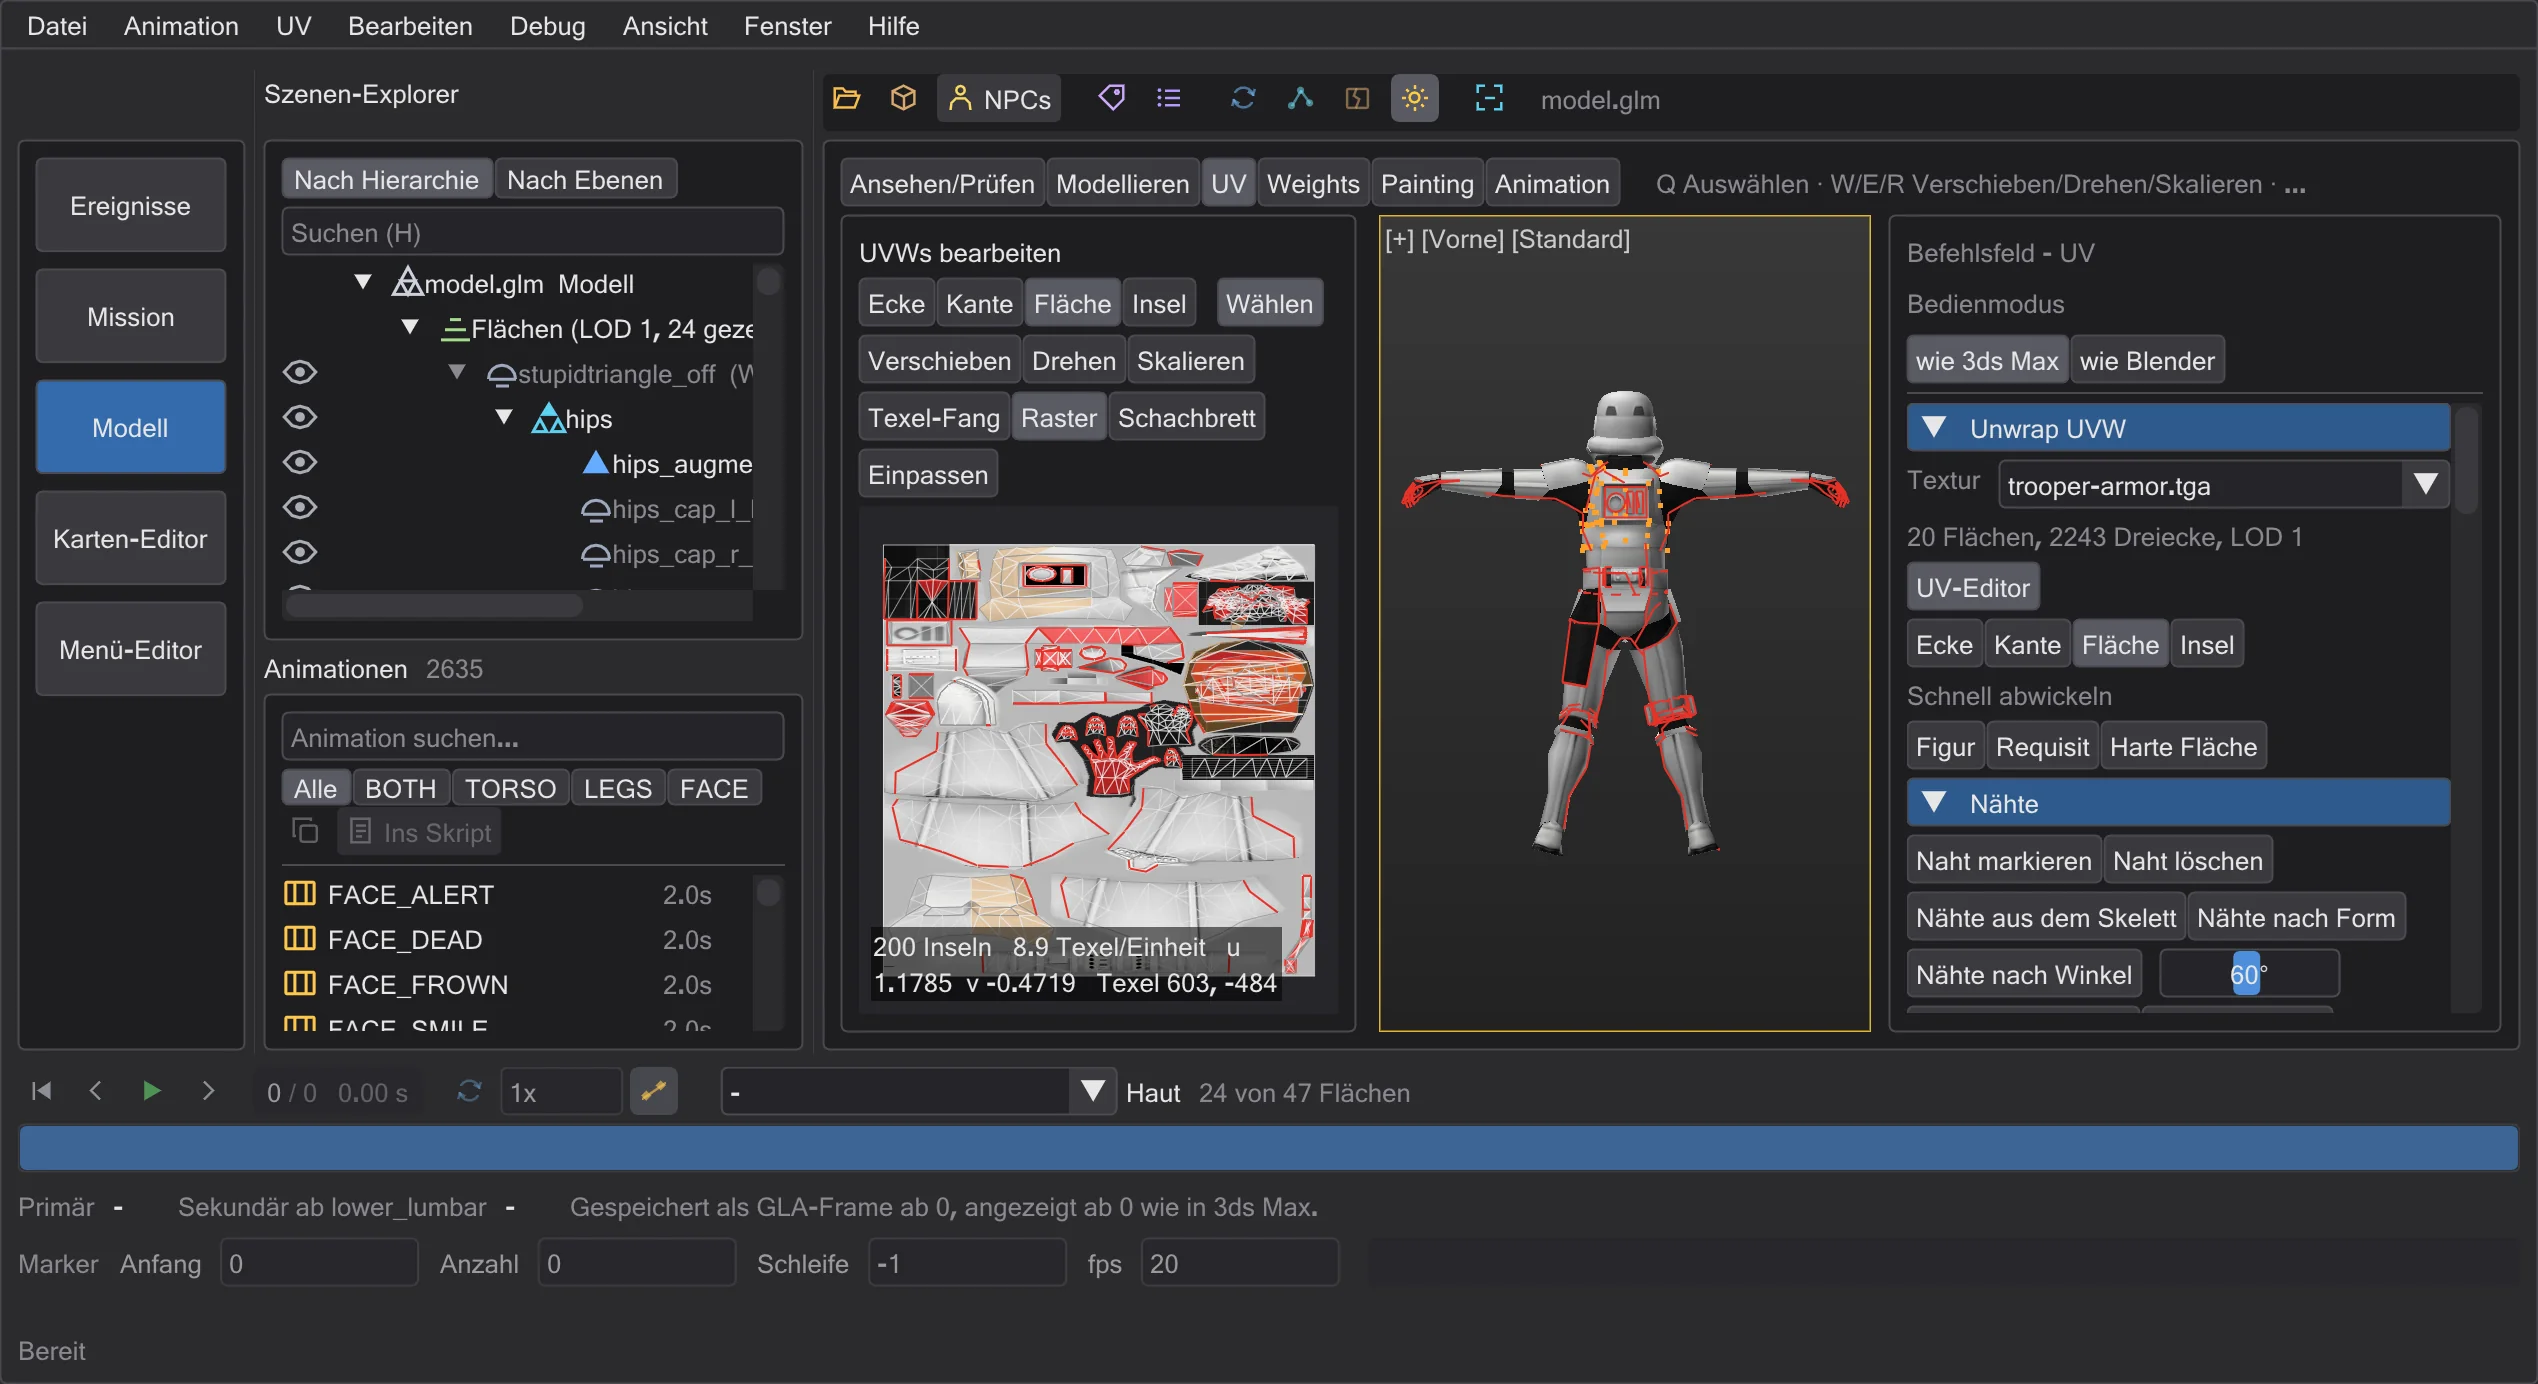 Datei Animation UV Bearbeiten Debug Ansicht Fenster Hilfe
Szenen-Explorer
NPCs model.glm
Ereignisse
Mission
Modell
Karten-Editor
Menü-Editor
Nach Hierarchie Nach Ebenen
Suchen (H)
model.glm Modell
Flächen (LOD 1, 24 geze
stupidtriangle_off (W
hips
hips_augme
hips_cap_l_
hips_cap_r_
Animationen 2635
Animation suchen...
Alle BOTH TORSO LEGS FACE
Ins Skript
FACE_ALERT 2.0s
FACE_DEAD 2.0s
FACE_FROWN 2.0s
FACE_SMILE 2.0s
Ansehen/Prüfen Modellieren UV Weights Painting Animation Q Auswählen · W/E/R Verschieben/Drehen/Skalieren · ...
UVWs bearbeiten
Ecke Kante Fläche Insel Wählen
Verschieben Drehen Skalieren
Texel-Fang Raster Schachbrett
Einpassen
200 Inseln 8.9 Texel/Einheit u
1.1785 v -0.4719 Texel 603, -484
[+] [Vorne] [Standard]
Befehlsfeld - UV
Bedienmodus
wie 3ds Max wie Blender
Unwrap UVW
Textur trooper-armor.tga
20 Flächen, 2243 Dreiecke, LOD 1
UV-Editor
Ecke Kante Fläche Insel
Schnell abwickeln
Figur Requisit Harte Fläche
Nähte
Naht markieren Naht löschen
Nähte aus dem Skelett Nähte nach Form
Nähte nach Winkel 60°
0 / 0 0.00 s 1x - Haut 24 von 47 Flächen
Primär - Sekundär ab lower_lumbar - Gespeichert als GLA-Frame ab 0, angezeigt ab 0 wie in 3ds Max.
Marker Anfang 0 Anzahl 0 Schleife -1 fps 20
Bereit